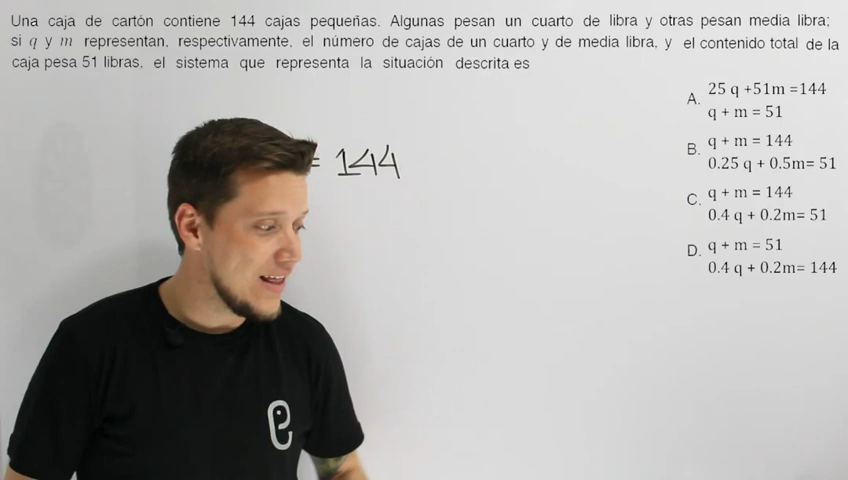 Una caja de cartón contiene 144 cajas pequeñas. Algunas pesan un cuarto de libra y otras pesan media libra;
si q y m representan, respectivamente, el número de cajas de un cuarto y de media libra, y el contenido total de la
caja pesa 51 libras, el sistema que representa la situación descrita es
A. 25 q +51m =144
q + m = 51
B. q + m = 144
0.25 q + 0.5m= 51
C. q + m = 144
0.4 q + 0.2m= 51
D. q + m = 51
0.4 q + 0.2m= 144
= 144
e